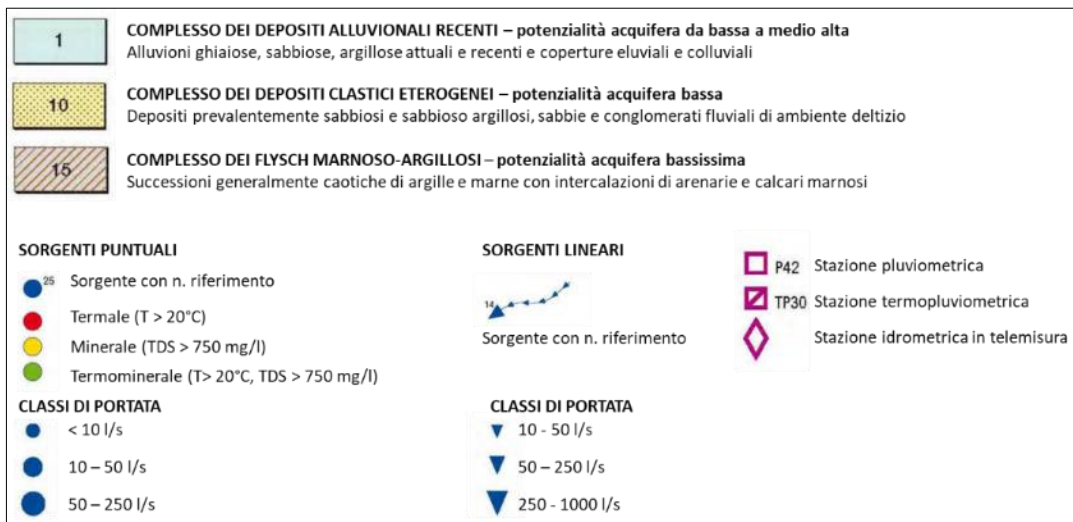 1
COMPLESSO DEI DEPOSITI ALLUVIONALI RECENTI – potenzialità acquifera da bassa a medio alta
Alluvioni ghiaiose, sabbiose, argillose attuali e recenti e coperture eluviali e colluviali
10
COMPLESSO DEI DEPOSITI CLASTICI ETEROGENEI – potenzialità acquifera bassa
Depositi prevalentemente sabbiosi e sabbioso argillosi, sabbie e conglomerati fluviali di ambiente deltizio
15
COMPLESSO DEI FLYSCH MARNOSO-ARGILLOSI – potenzialità acquifera bassissima
Successioni generalmente caotiche di argille e marne con intercalazioni di arenarie e calcari marnosi
SORGENTI PUNTUALI
25 Sorgente con n. riferimento
Termale (T > 20°C)
Minerale (TDS > 750 mg/l)
Termominerale (T> 20°C, TDS > 750 mg/l)
CLASSI DI PORTATA
< 10 l/s
10 – 50 l/s
50 – 250 l/s
SORGENTI LINEARI
14
Sorgente con n. riferimento
CLASSI DI PORTATA
10 - 50 l/s
50 – 250 l/s
250 - 1000 l/s
P42 Stazione pluviometrica
TP30 Stazione termopluviometrica
Stazione idrometrica in telemisura